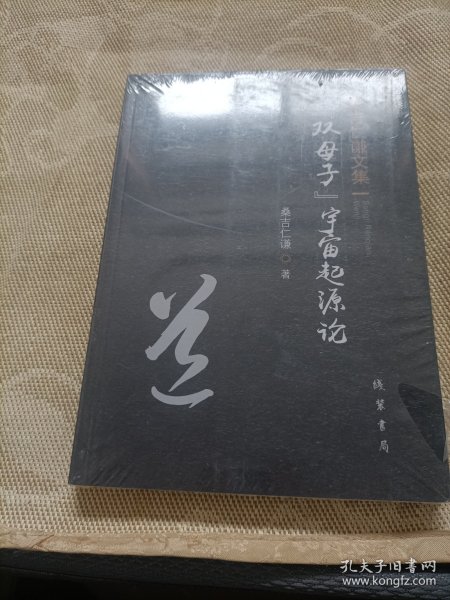 文集一
双母子』宇宙起源论
桑吉仁谦◎著
道
线装书局
孔夫子旧书网
www.kongfz.com